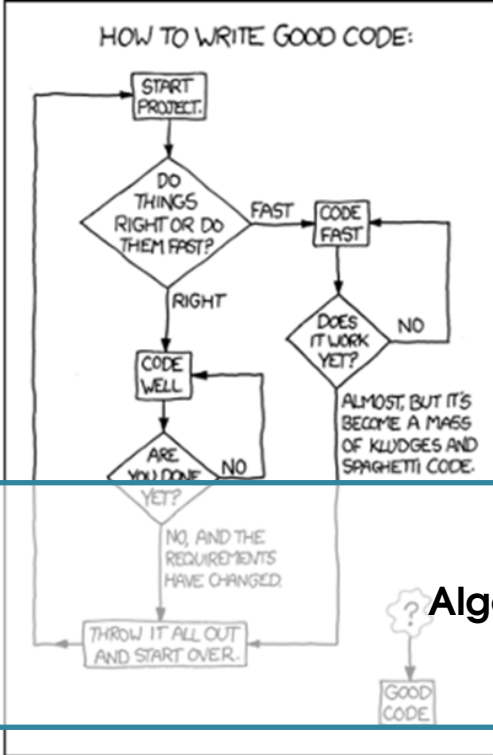 HOW TO WRITE GOOD CODE:
START
PROJECT.
DO
THINGS
RIGHT OR DO
THEM FAST?
FAST
CODE
FAST
RIGHT
DOES
IT WORK
YET?
NO
CODE
WELL
ALMOST, BUT IT'S
BECOME A MASS
OF KLUDGES AND
SPAGHETTI CODE.
ARE
YOU DONE
YET?
NO
NO, AND THE
REQUIREMENTS
HAVE CHANGED.
THROW IT ALL OUT
AND START OVER.
?
GOOD
CODE